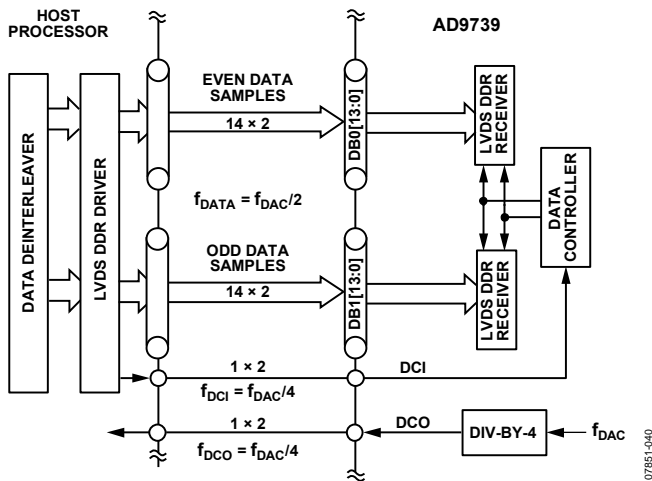 HOST
PROCESSOR
AD9739
DATA DEINTERLEAVER
LVDS DDR DRIVER
EVEN DATA
SAMPLES
14 × 2
DB0[13:0]
LVDS DDR
RECEIVER
fDATA = fDAC/2
DATA
CONTROLLER
ODD DATA
SAMPLES
14 × 2
DB1[13:0]
LVDS DDR
RECEIVER
1 × 2
DCI
fDCI = fDAC/4
1 × 2
DCO
DIV-BY-4
fDAC
fDCO = fDAC/4
07851-040